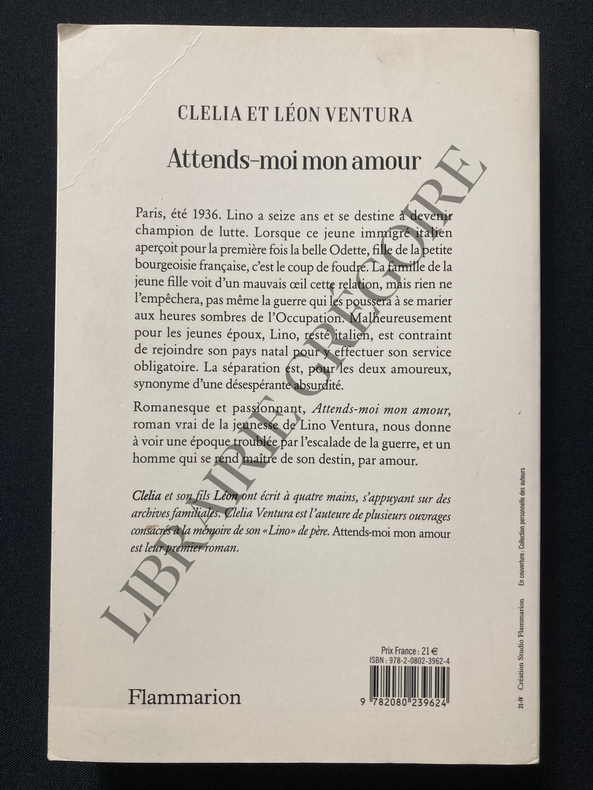 CLELIA ET LÉON VENTURA
Attends-moi mon amour
Paris, été 1936. Lino a seize ans et se destine à devenir
champion de lutte. Lorsque ce jeune immigré italien
aperçoit pour la première fois la belle Odette, fille de la petite
bourgeoisie française, c'est le coup de foudre. La famille de la
jeune fille voit d'un mauvais œil cette relation, mais rien ne
l'empêchera, pas même la guerre qui les poussera à se marier
aux heures sombres de l'Occupation. Malheureusement
pour les jeunes époux, Lino, resté italien, est contraint
de rejoindre son pays natal pour y effectuer son service
obligatoire. La séparation est, pour les deux amoureux,
synonyme d'une désespérante absurdité.
Romanesque et passionnant, Attends-moi mon amour,
roman vrai de la jeunesse de Lino Ventura, nous donne
à voir une époque troublée par l'escalade de la guerre, et un
homme qui se rend maître de son destin, par amour.
Clelia et son fils Léon ont écrit à quatre mains, s'appuyant sur des
archives familiales. Clelia Ventura est l'auteure de plusieurs ouvrages
consacrés à la mémoire de son «Lino» de père. Attends-moi mon amour
est leur premier roman.
Prix France : 21 €
ISBN : 978-2-0802-3962-4
9 782080 239624
Flammarion
21-IV Création Studio Flammarion En couverture : Collection personnelle des auteurs
LIBRAIRIE GRÉGOIRE